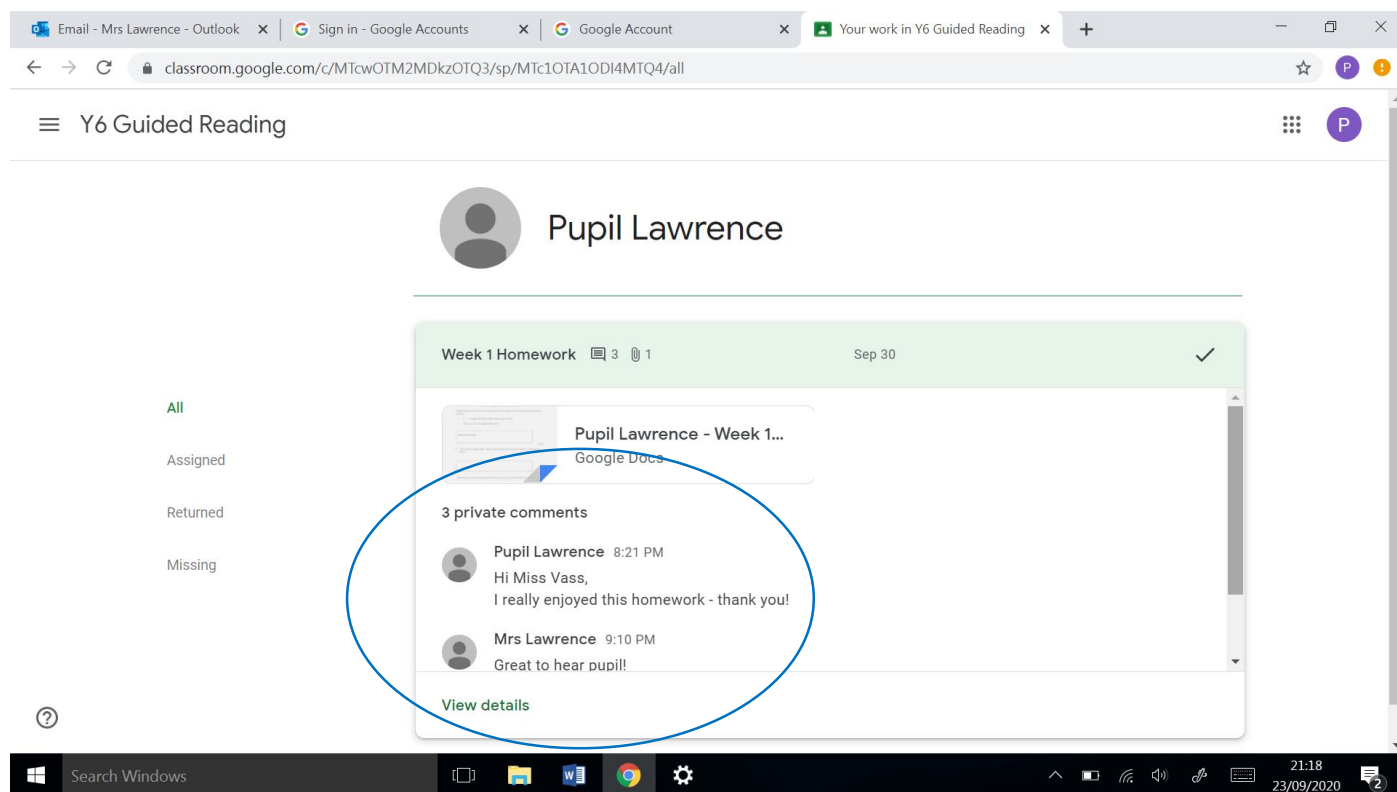 Email - Mrs Lawrence - Outlook
Sign in - Google Accounts
Google Account
Your work in Y6 Guided Reading
classroom.google.com/c/MTcwOTM2MDkzOTQ3/sp/MTc1OTA1ODI4MTQ4/all
P
Y6 Guided Reading
P
Pupil Lawrence
Week 1 Homework 3 1 Sep 30
All
Assigned
Returned
Missing
Pupil Lawrence - Week 1...
Google Docs
3 private comments
Pupil Lawrence 8:21 PM
Hi Miss Vass,
I really enjoyed this homework - thank you!
Mrs Lawrence 9:10 PM
Great to hear pupil!
View details
Search Windows
21:18
23/09/2020
2